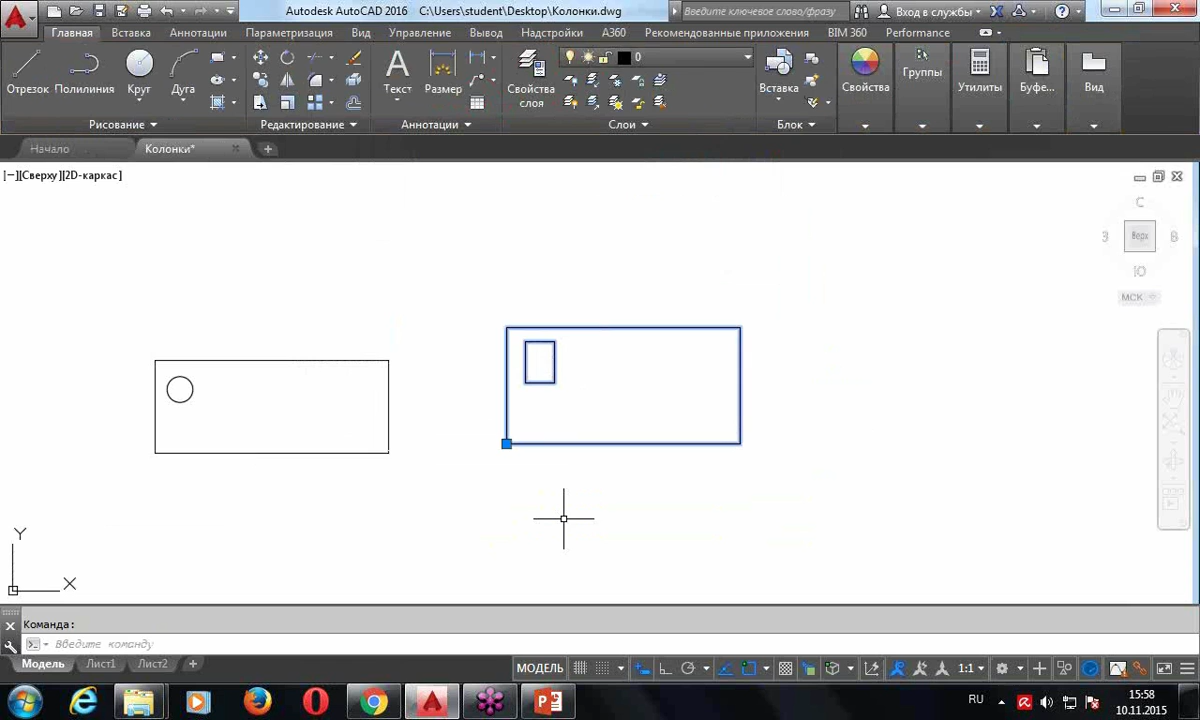 Autodesk AutoCAD 2016 C:\Users\student\Desktop\Колонки.dwg
Введите ключевое слово/фразу
Вход в службы
Главная Вставка Аннотации Параметризация Вид Управление Вывод Надстройки A360 Рекомендованные приложения BIM 360 Performance
0
Отрезок Полилиния Круг Дуга Текст Размер Свойства слоя Вставка Свойства Группы Утилиты Буфе... Вид
Рисование Редактирование Аннотации Слои Блок
Начало Колонки*
[−][Сверху][2D-каркас]
С
З Верх В
Ю
МСК
Y
X
Команда:
Введите команду
Модель Лист1 Лист2
МОДЕЛЬ 1:1
RU 15:58
10.11.2015